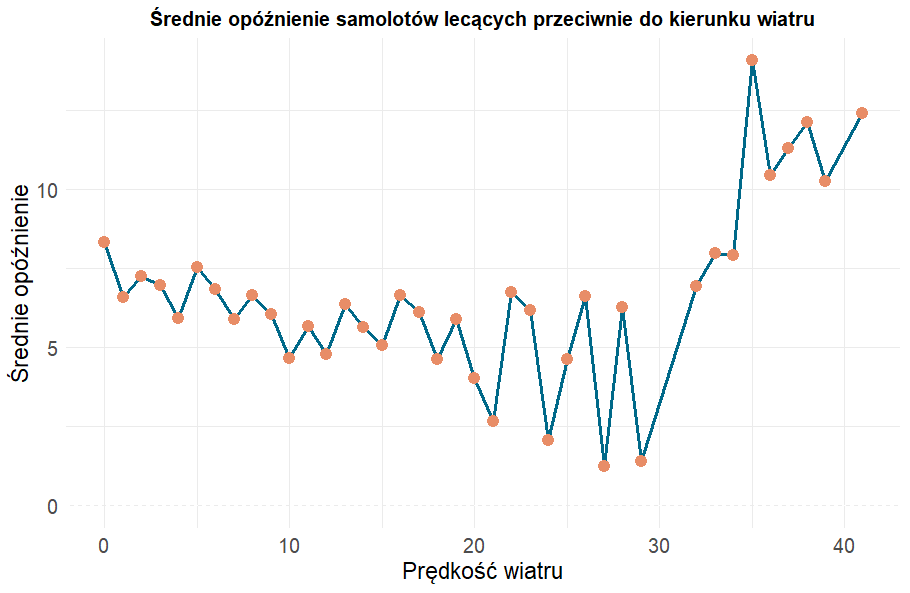 Średnie opóźnienie samolotów lecących przeciwnie do kierunku wiatru
Średnie opóźnienie
10
5
0
0 10 20 30 40
Prędkość wiatru